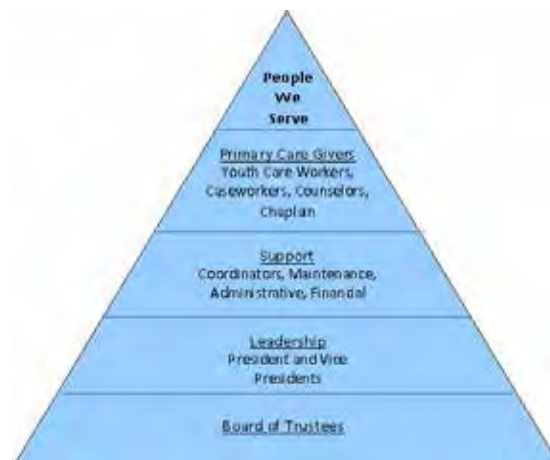 People
We
Serve
Primary Care Givers
Youth Care Workers,
Caseworkers, Counselors,
Chaplain
Support
Coordinators, Maintenance,
Administrative, Financial
Leadership
President and Vice
Presidents
Board of Trustees